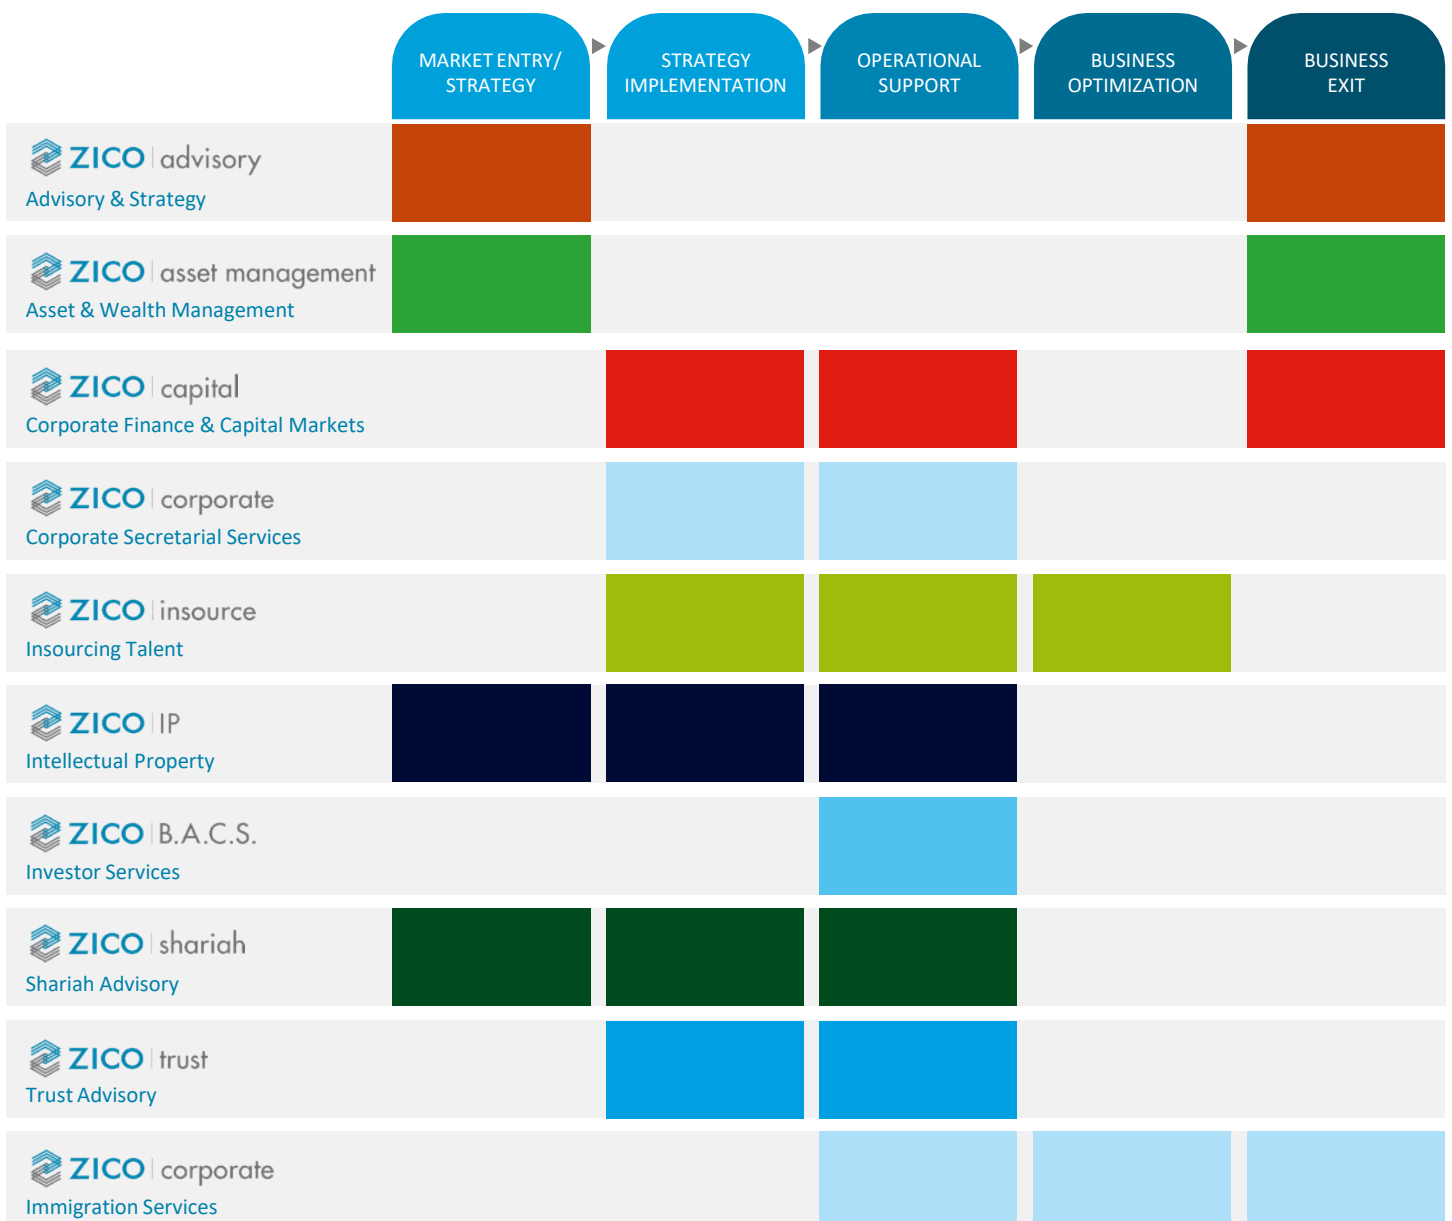 MARKET ENTRY/
STRATEGY
STRATEGY
IMPLEMENTATION
OPERATIONAL
SUPPORT
BUSINESS
OPTIMIZATION
BUSINESS
EXIT
ZICO advisory
Advisory & Strategy
ZICO asset management
Asset & Wealth Management
ZICO capital
Corporate Finance & Capital Markets
ZICO corporate
Corporate Secretarial Services
ZICO insource
Insourcing Talent
ZICO IP
Intellectual Property
ZICO B.A.C.S.
Investor Services
ZICO shariah
Shariah Advisory
ZICO trust
Trust Advisory
ZICO corporate
Immigration Services